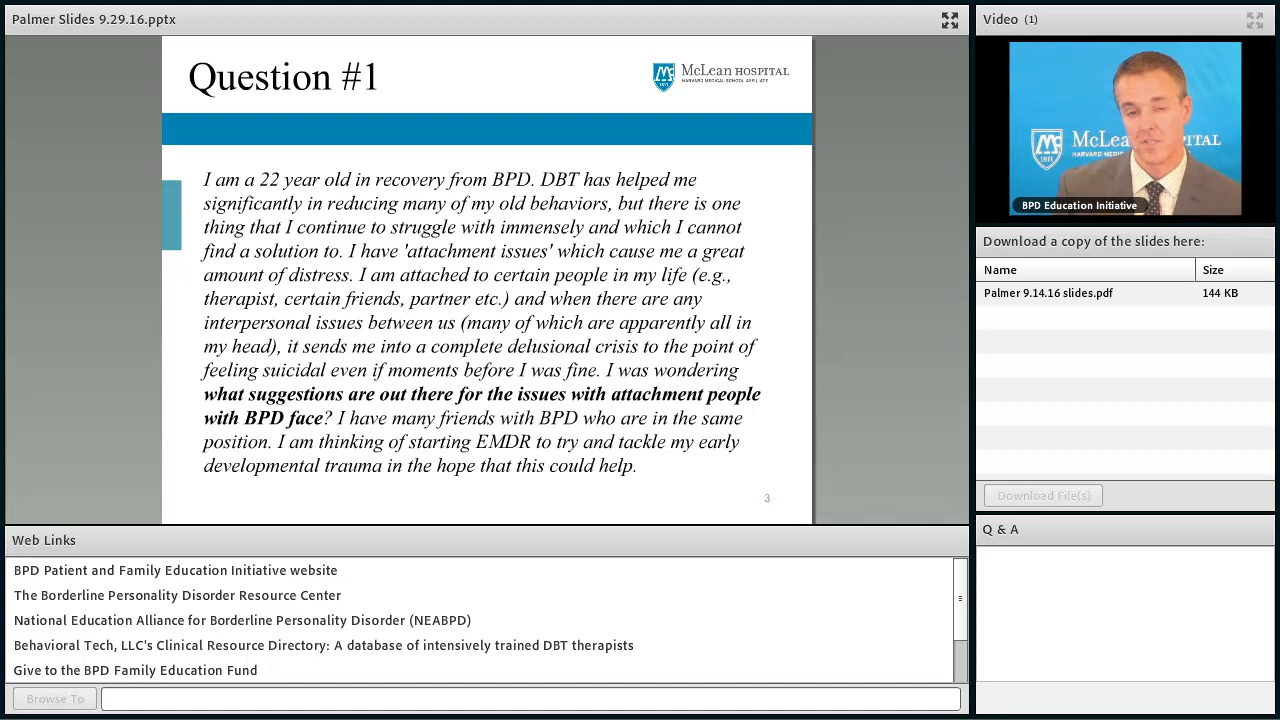 Palmer Slides 9.29.16.pptx
Question #1
McLean HOSPITAL
HARVARD MEDICAL SCHOOL AFFILIATE
1811
I am a 22 year old in recovery from BPD. DBT has helped me
significantly in reducing many of my old behaviors, but there is one
thing that I continue to struggle with immensely and which I cannot
find a solution to. I have 'attachment issues' which cause me a great
amount of distress. I am attached to certain people in my life (e.g.,
therapist, certain friends, partner etc.) and when there are any
interpersonal issues between us (many of which are apparently all in
my head), it sends me into a complete delusional crisis to the point of
feeling suicidal even if moments before I was fine. I was wondering
what suggestions are out there for the issues with attachment people
with BPD face? I have many friends with BPD who are in the same
position. I am thinking of starting EMDR to try and tackle my early
developmental trauma in the hope that this could help.
3
Web Links
BPD Patient and Family Education Initiative website
The Borderline Personality Disorder Resource Center
National Education Alliance for Borderline Personality Disorder (NEABPD)
Behavioral Tech, LLC's Clinical Resource Directory: A database of intensively trained DBT therapists
Give to the BPD Family Education Fund
Browse To
Video (1)
1811
BPD Education Initiative
Download a copy of the slides here:
Name Size
Palmer 9.14.16 slides.pdf 144 KB
Download File(s)
Q & A